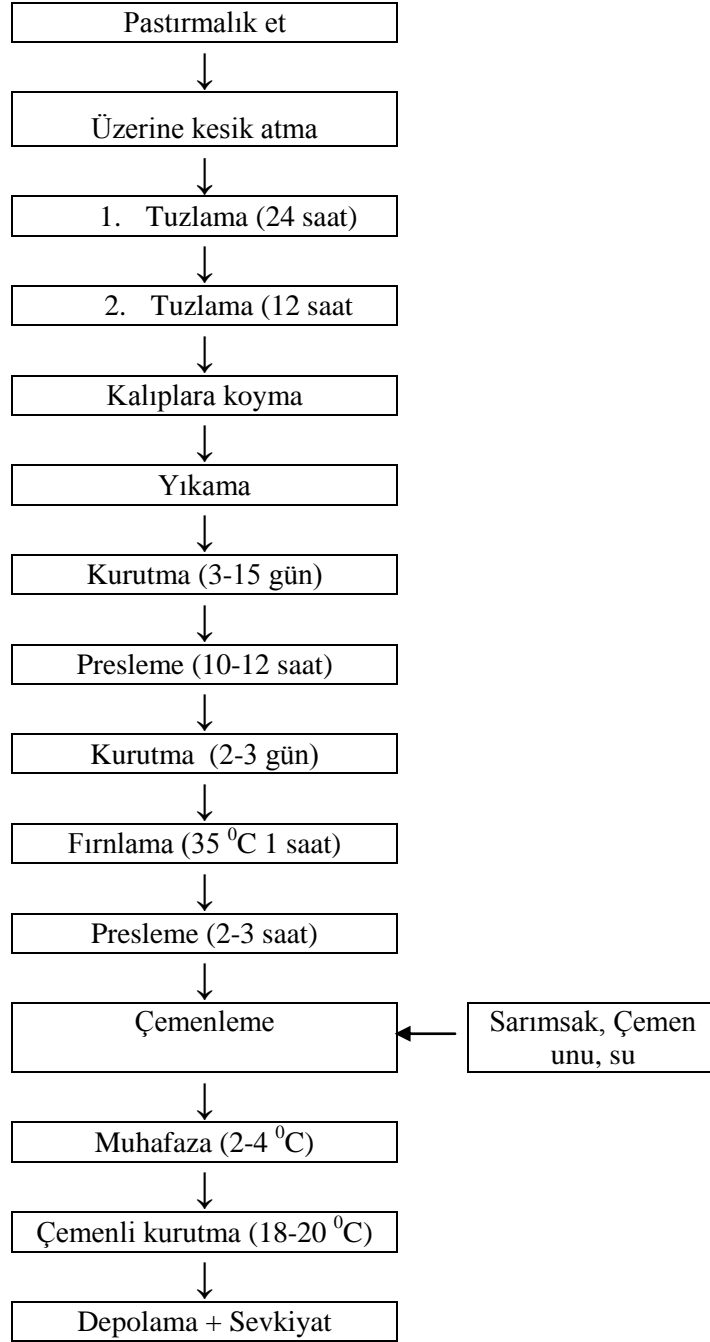 Pastırmalık et
↓
Üzerine kesik atma
↓
1. Tuzlama (24 saat)
↓
2. Tuzlama (12 saat
↓
Kalıplara koyma
↓
Yıkama
↓
Kurutma (3-15 gün)
↓
Presleme (10-12 saat)
↓
Kurutma (2-3 gün)
↓
Fırnlama (35 ⁰C 1 saat)
↓
Presleme (2-3 saat)
↓
Çemenleme
Sarımsak, Çemen
unu, su
↓
Muhafaza (2-4 ⁰C)
↓
Çemenli kurutma (18-20 ⁰C)
↓
Depolama + Sevkiyat